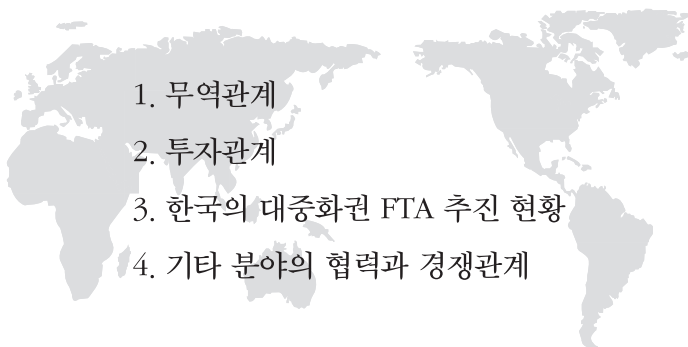 1. 무역관계
2. 투자관계
3. 한국의 대중화권 FTA 추진 현황
4. 기타 분야의 협력과 경쟁관계